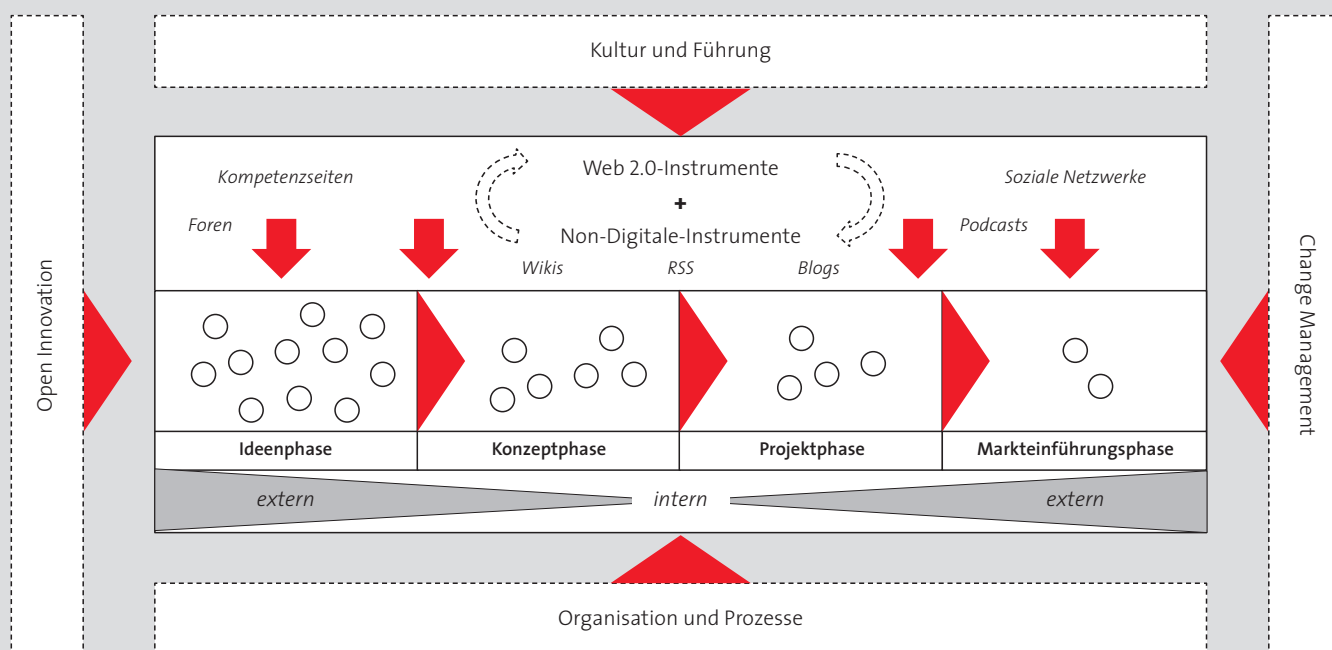 Kultur und Führung
Open Innovation
Change Management
Web 2.0-Instrumente
+
Non-Digitale-Instrumente
Kompetenzseiten
Soziale Netzwerke
Foren
Podcasts
Wikis
RSS
Blogs
Ideenphase
Konzeptphase
Projektphase
Markteinführungsphase
extern
intern
extern
Organisation und Prozesse